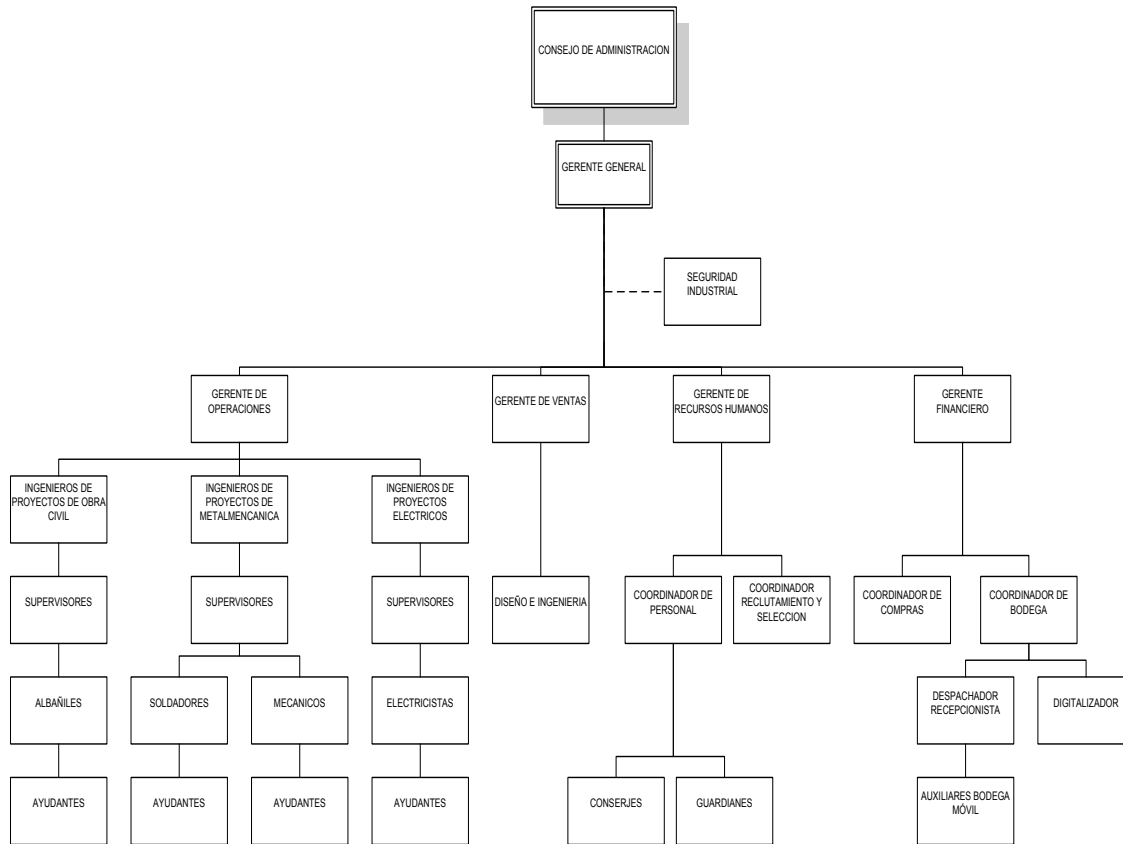 CONSEJO DE ADMINISTRACION
GERENTE GENERAL
SEGURIDAD
INDUSTRIAL
GERENTE DE
OPERACIONES
GERENTE DE VENTAS
GERENTE DE
RECURSOS HUMANOS
GERENTE
FINANCIERO
INGENIEROS DE
PROYECTOS DE OBRA
CIVIL
INGENIEROS DE
PROYECTOS DE
METALMENCANICA
INGENIEROS DE
PROYECTOS
ELECTRICOS
SUPERVISORES
SUPERVISORES
SUPERVISORES
DISEÑO E INGENIERIA
COORDINADOR DE
PERSONAL
COORDINADOR
RECLUTAMIENTO Y
SELECCION
COORDINADOR DE
COMPRAS
COORDINADOR DE
BODEGA
ALBAÑILES
SOLDADORES
MECANICOS
ELECTRICISTAS
DESPACHADOR
RECEPCIONISTA
DIGITALIZADOR
AYUDANTES
AYUDANTES
AYUDANTES
AYUDANTES
CONSERJES
GUARDIANES
AUXILIARES BODEGA
MÓVIL